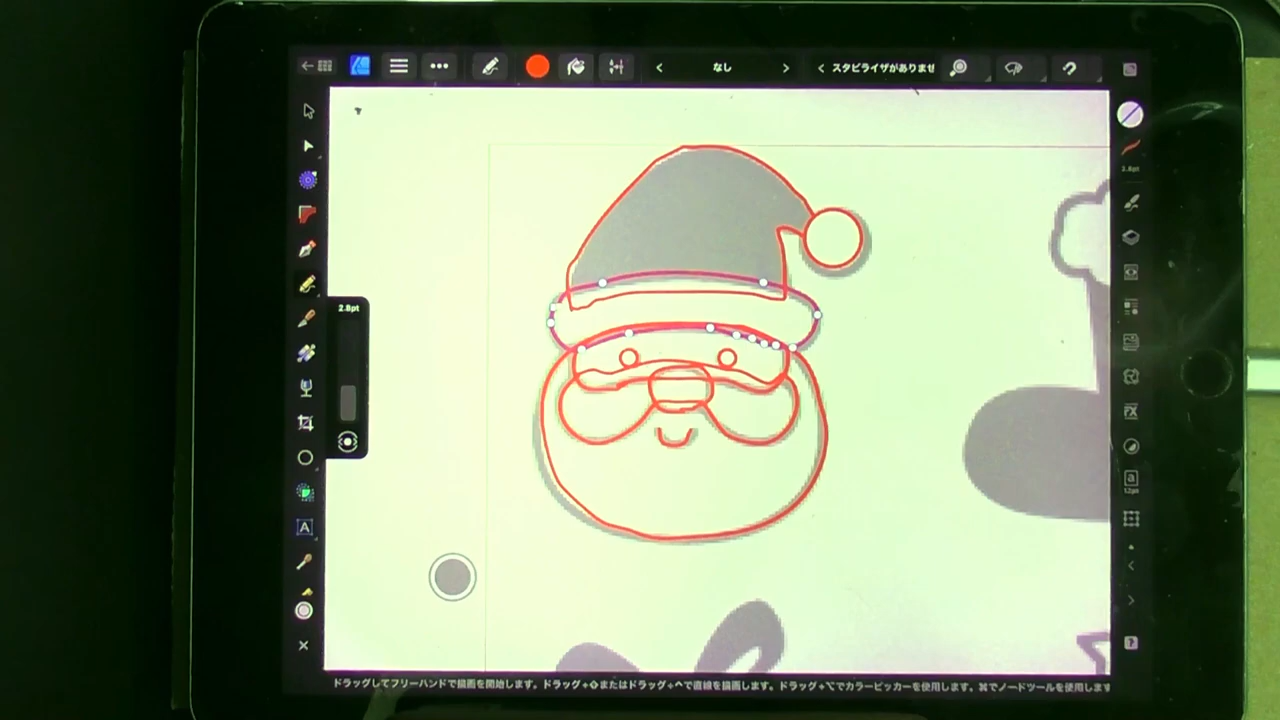 なし
スタビライザがありませ
3.8pt
2.8pt
FX
a
12pt
A
?
ドラッグしてフリーハンドで描画を開始します。ドラッグ+⇧またはドラッグ+^で直線を描画します。ドラッグ+⌥でカラーピッカーを使用します。⌘でノードツールを使用します